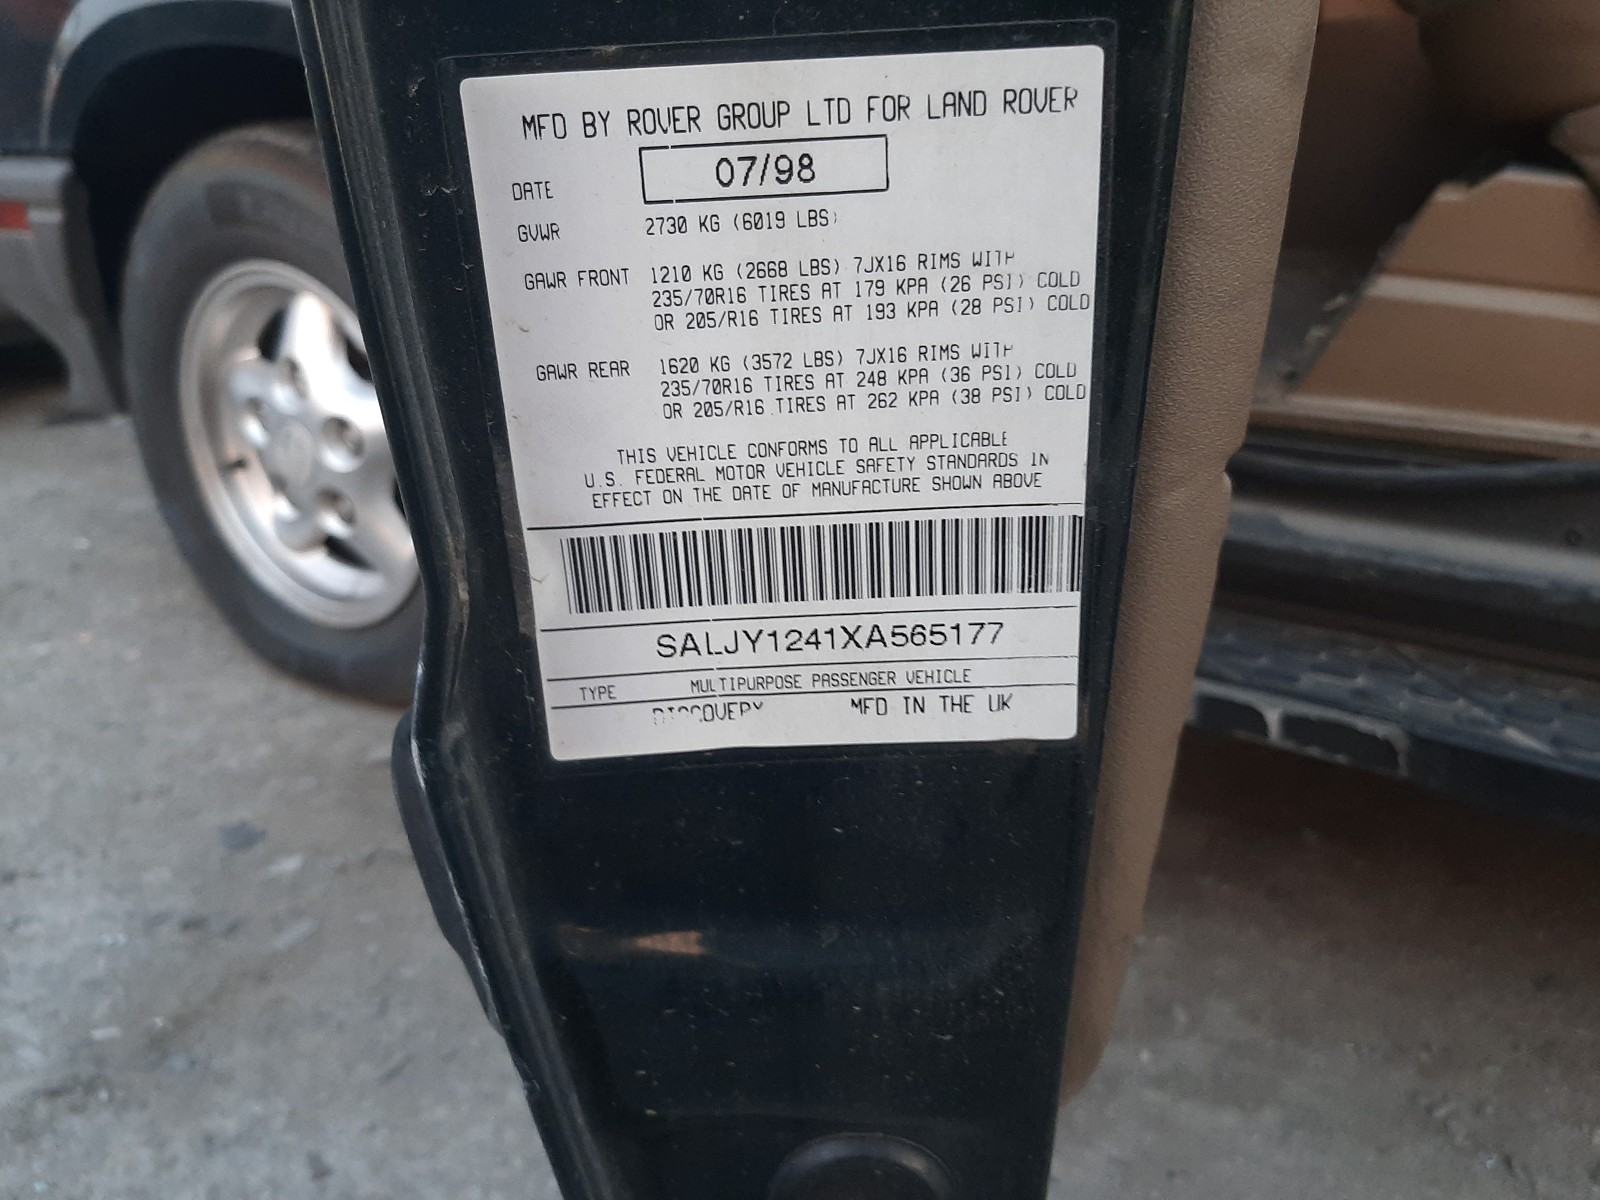 MFD BY ROVER GROUP LTD FOR LAND ROVER
DATE 07/98
GVWR 2730 KG (6019 LBS)
GAWR FRONT 1210 KG (2668 LBS) 7JX16 RIMS WITH
235/70R16 TIRES AT 179 KPA (26 PSI) COLD
OR 205/R16 TIRES AT 193 KPA (28 PSI) COLD
GAWR REAR 1620 KG (3572 LBS) 7JX16 RIMS WITH
235/70R16 TIRES AT 248 KPA (36 PSI) COLD
OR 205/R16 TIRES AT 262 KPA (38 PSI) COLD
THIS VEHICLE CONFORMS TO ALL APPLICABLE
U.S. FEDERAL MOTOR VEHICLE SAFETY STANDARDS IN
EFFECT ON THE DATE OF MANUFACTURE SHOWN ABOVE
SALJY1241XA565177
TYPE MULTIPURPOSE PASSENGER VEHICLE
DISCOVERY MFD IN THE UK